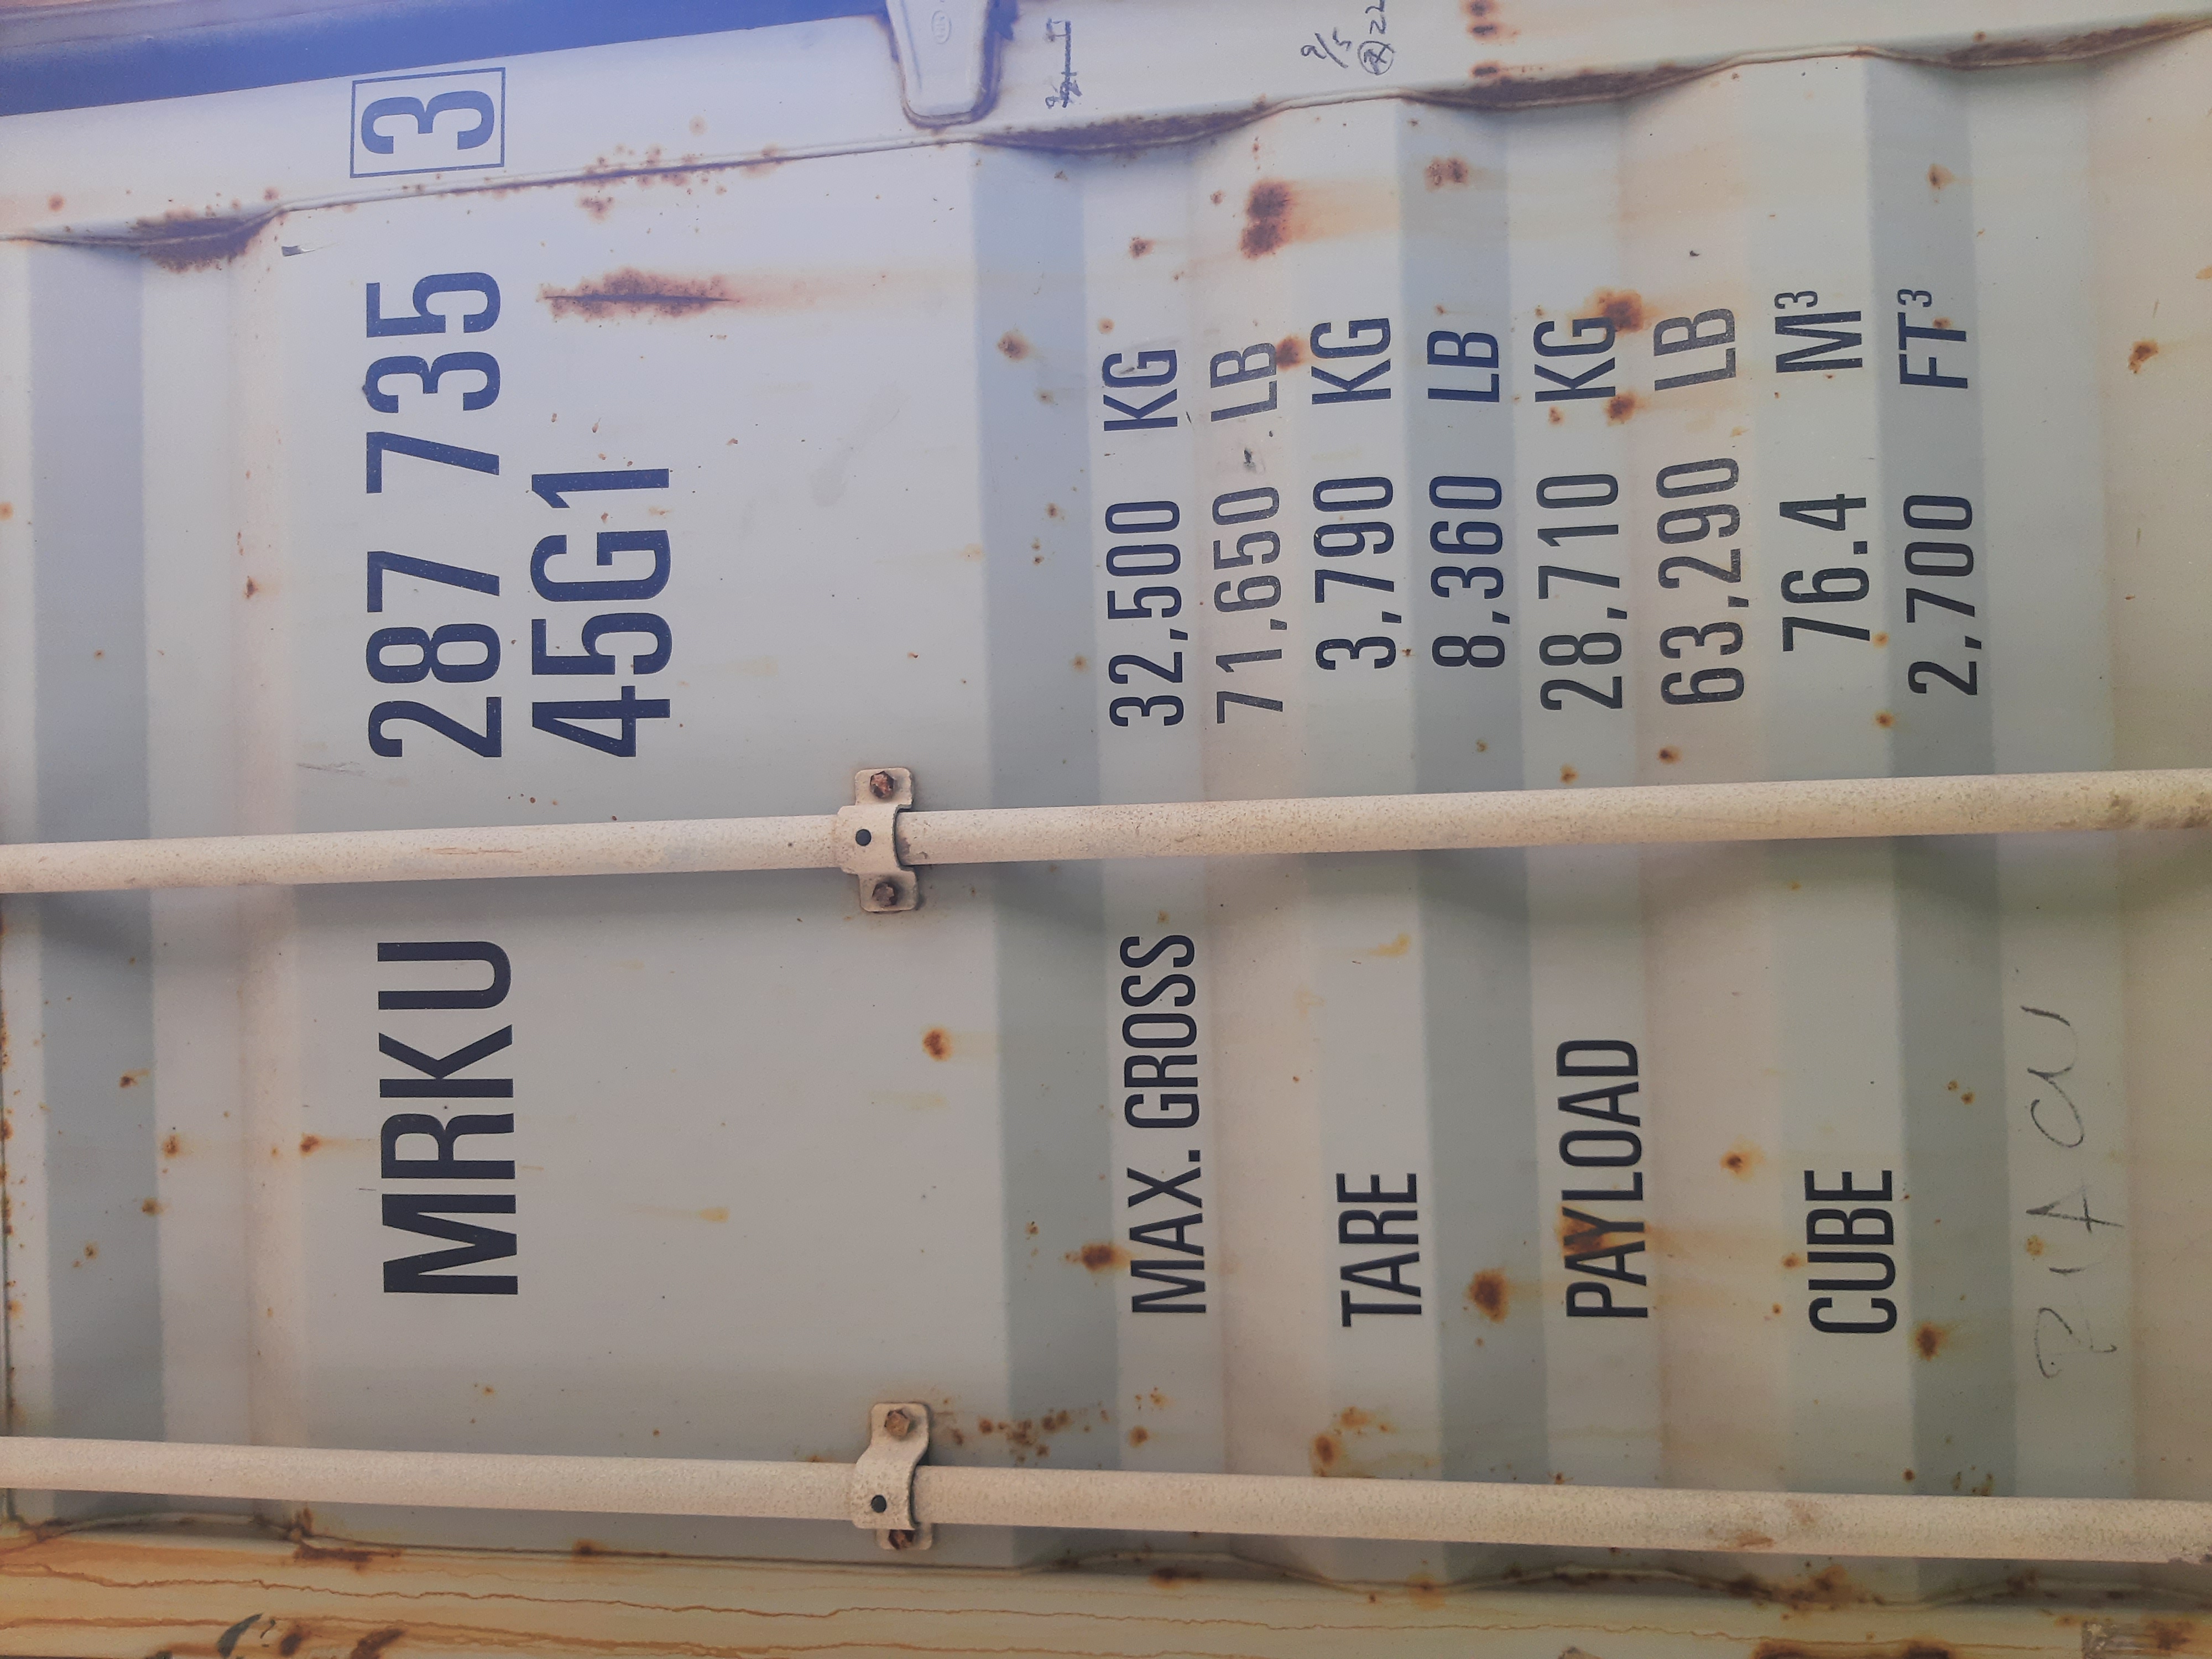 MRKU 287 735 3
45G1
MAX. GROSS 32,500 KG
71,650 LB
TARE 3,790 KG
8,360 LB
PAYLOAD 28,710 KG
63,290 LB
CUBE 76.4 M³
2,700 FT³